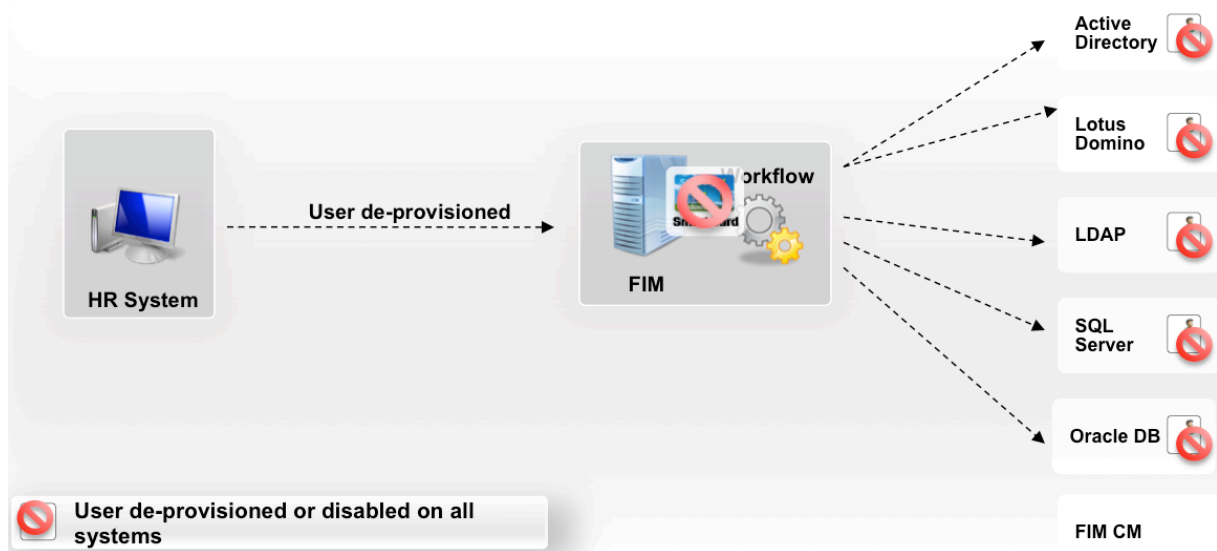 Active
Directory
Lotus
Domino
User de-provisioned
HR System
FIM
LDAP
SQL
Server
Oracle DB
User de-provisioned or disabled on all
systems
FIM CM